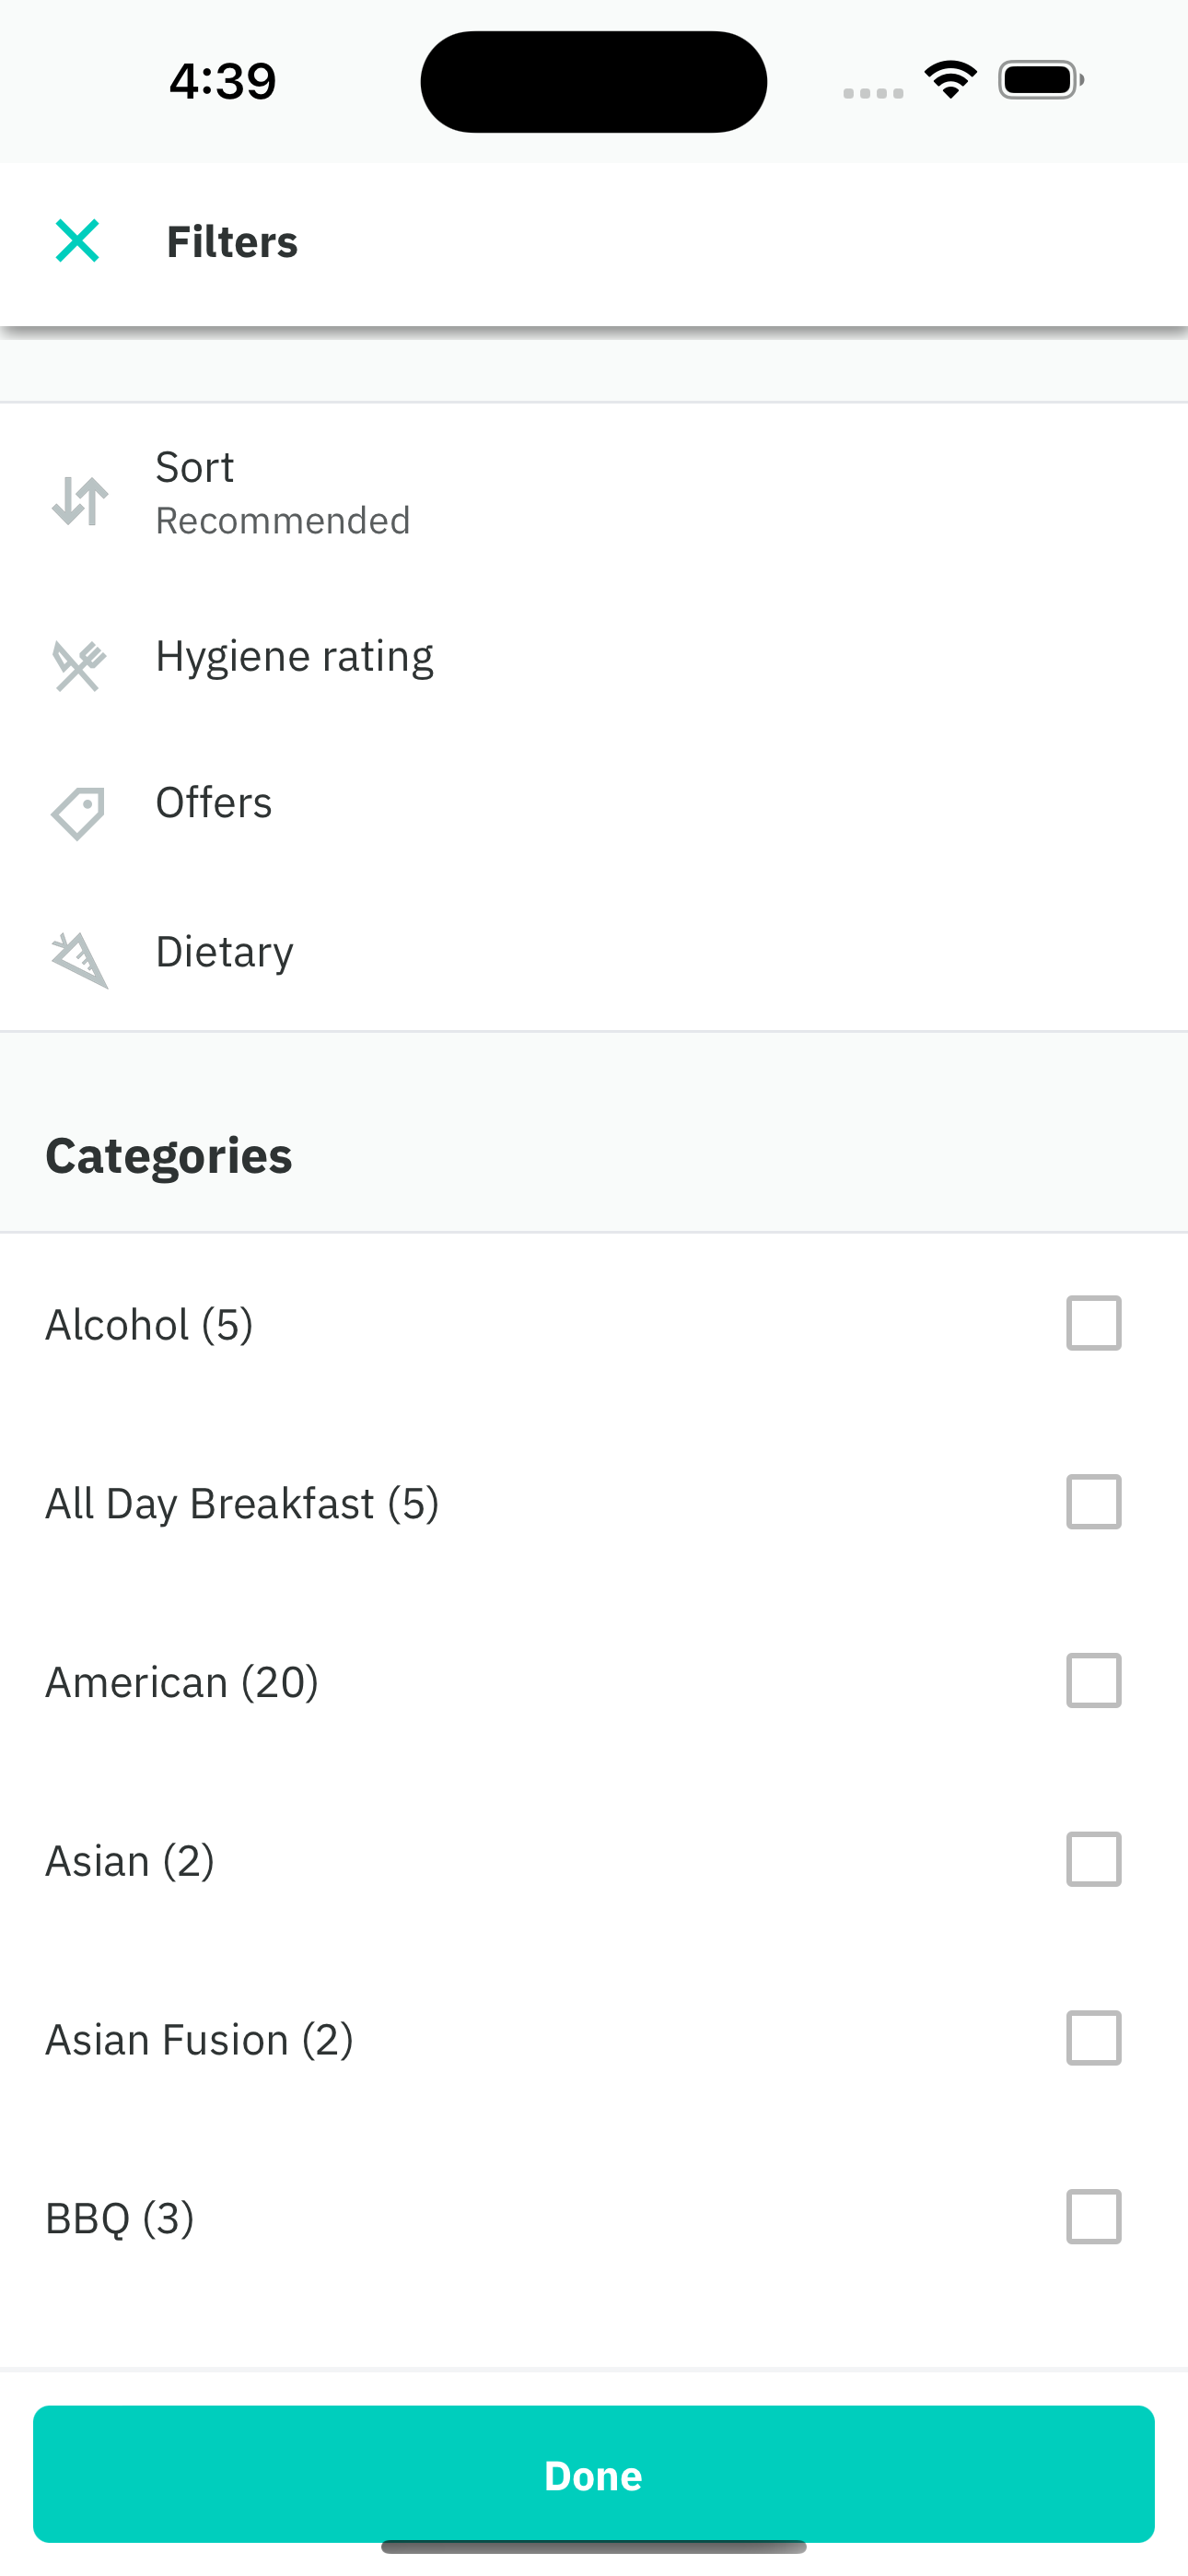 4:39
Filters
Sort
Recommended
Hygiene rating
Offers
Dietary
Categories
Alcohol (5)
All Day Breakfast (5)
American (20)
Asian (2)
Asian Fusion (2)
BBQ (3)
Done